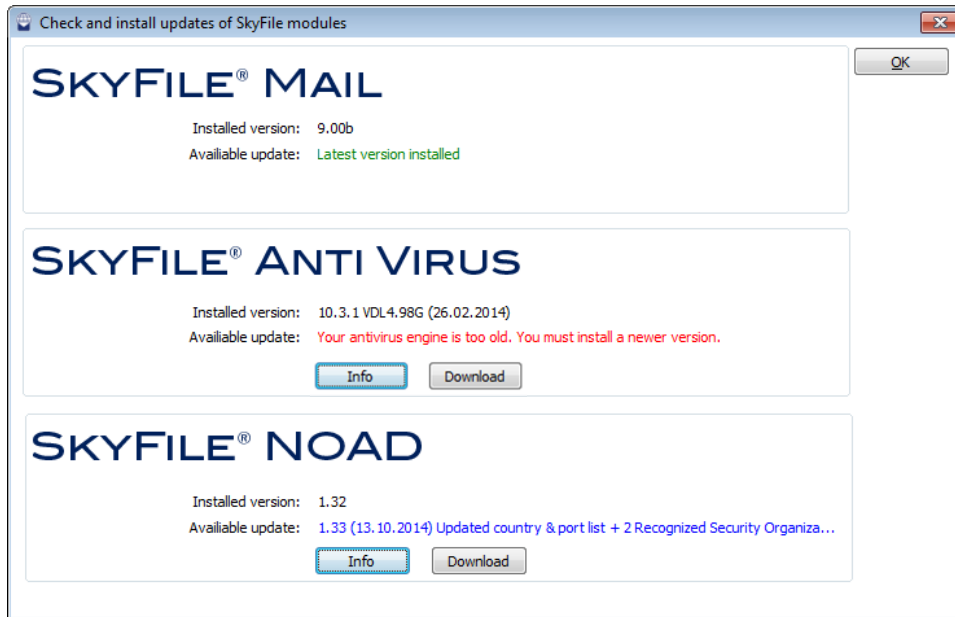 Check and install updates of SkyFile modules
OK
SKYFILE® MAIL
Installed version: 9.00b
Availiable update: Latest version installed
SKYFILE® ANTI VIRUS
Installed version: 10.3.1 VDL4.98G (26.02.2014)
Availiable update: Your antivirus engine is too old. You must install a newer version.
Info Download
SKYFILE® NOAD
Installed version: 1.32
Availiable update: 1.33 (13.10.2014) Updated country & port list + 2 Recognized Security Organiza...
Info Download